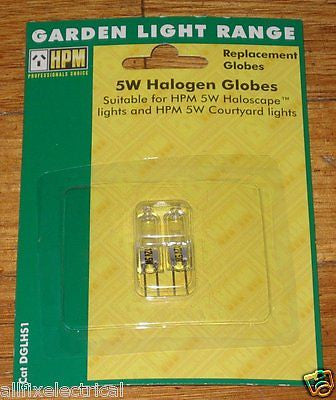 GARDEN LIGHT RANGE
HPM
PROFESSIONALS CHOICE
Replacement
Globes
5W Halogen Globes
Suitable for HPM 5W Haloscape™
lights and HPM 5W Courtyard lights
Cat DGLHS1
© Chris
allfixelectrical